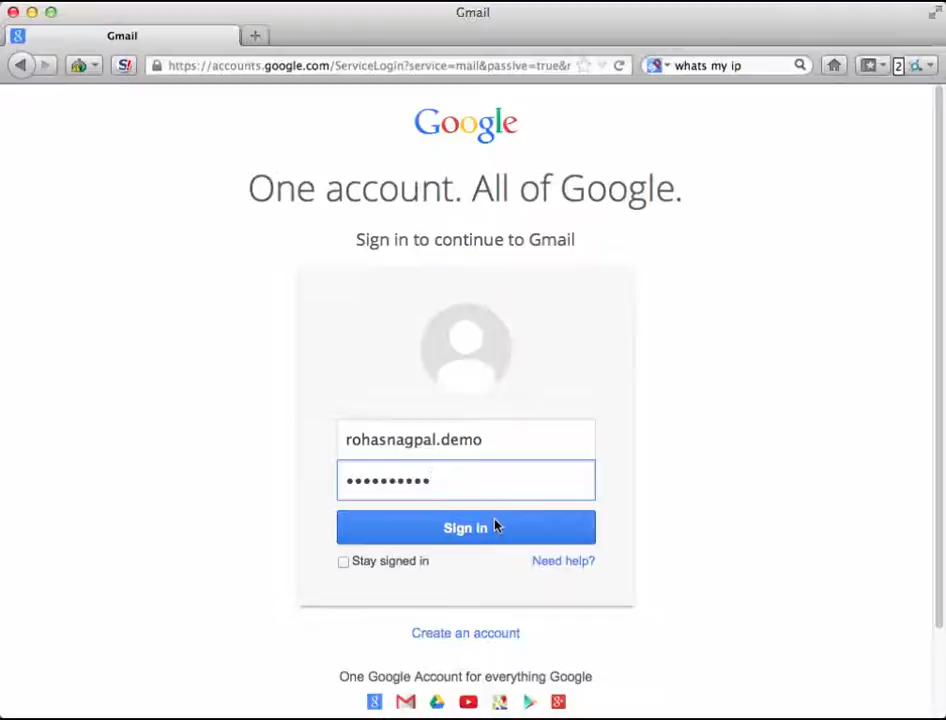 Gmail
Gmail
https://accounts.google.com/ServiceLogin?service=mail&passive=true&r
whats my ip
2
Google
One account. All of Google.
Sign in to continue to Gmail
rohasnagpal.demo
••••••••••
Sign in
Stay signed in
Need help?
Create an account
One Google Account for everything Google